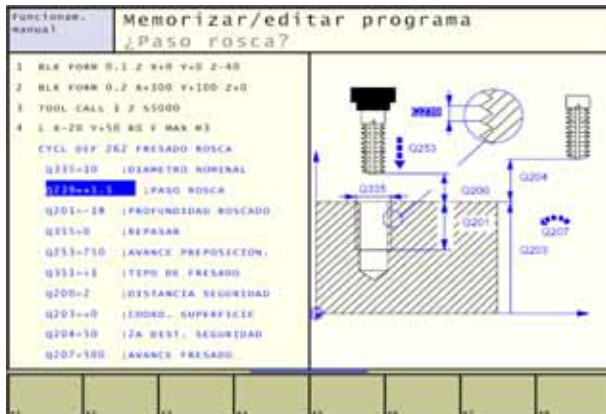 Funcionam. manual
Memorizar/editar programa
¿Paso rosca?
1 BLK FORM 0.1 Z X+0 Y+0 Z-40
2 BLK FORM 0.2 X+100 Y+100 Z+0
3 TOOL CALL 1 Z S5000
4 L X-20 Y+50 R0 F MAX M3
CYCL DEF 262 FRESADO ROSCA
Q335=10 ;DIAMETRO NOMINAL
Q239=+1.5 ;PASO ROSCA
Q201=-18 ;PROFUNDIDAD ROSCADO
Q355=0 ;REPASAR
Q253=750 ;AVANCE PREPOSICION.
Q351=+1 ;TIPO DE FRESADO
Q200=2 ;DISTANCIA SEGURIDAD
Q203=+0 ;COORD. SUPERFICIE
Q204=50 ;2A DIST. SEGURIDAD
Q207=500 ;AVANCE FRESADO
Q239
Q253
Q204
Q335
Q200
Q201
Q207
Q203